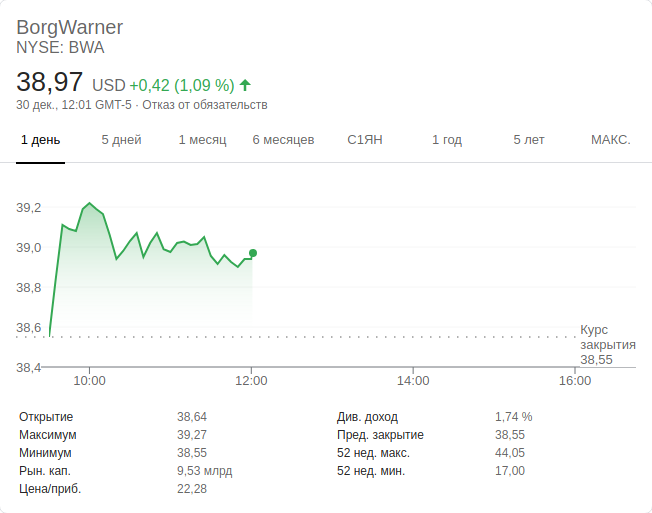 BorgWarner
NYSE: BWA
38,97 USD +0,42 (1,09 %)
30 дек., 12:01 GMT-5 · Отказ от обязательств
1 день 5 дней 1 месяц 6 месяцев С1ЯН 1 год 5 лет МАКС.
39,2
39,0
38,8
38,6
38,4
Курс
закрытия
38,55
10:00 12:00 14:00 16:00
Открытие 38,64
Максимум 39,27
Минимум 38,55
Рын. кап. 9,53 млрд
Цена/приб. 22,28
Див. доход 1,74 %
Пред. закрытие 38,55
52 нед. макс. 44,05
52 нед. мин. 17,00